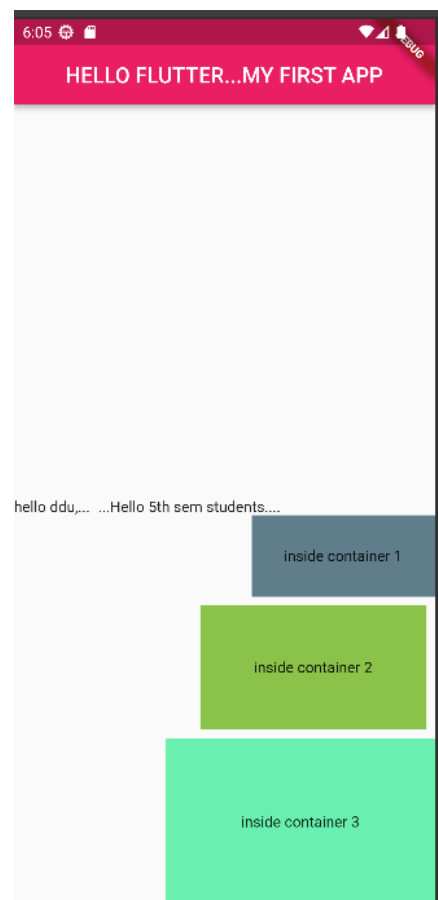 6:05
DEBUG
HELLO FLUTTER...MY FIRST APP
hello ddu,... ...Hello 5th sem students....
inside container 1
inside container 2
inside container 3